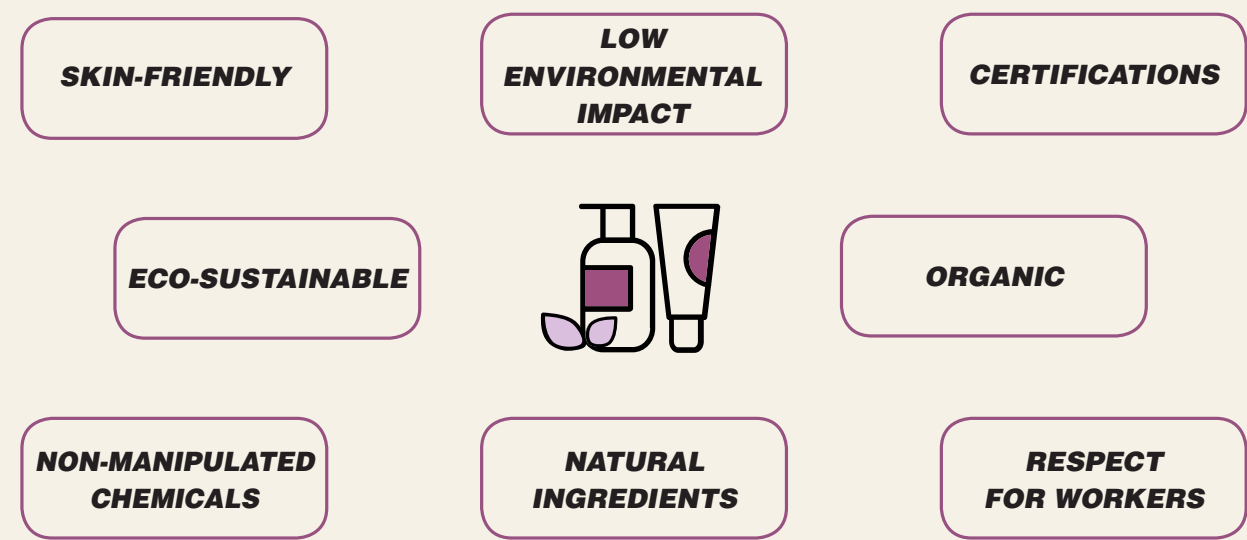 SKIN-FRIENDLY
LOW
ENVIRONMENTAL
IMPACT
CERTIFICATIONS
ECO-SUSTAINABLE
ORGANIC
NON-MANIPULATED
CHEMICALS
NATURAL
INGREDIENTS
RESPECT
FOR WORKERS